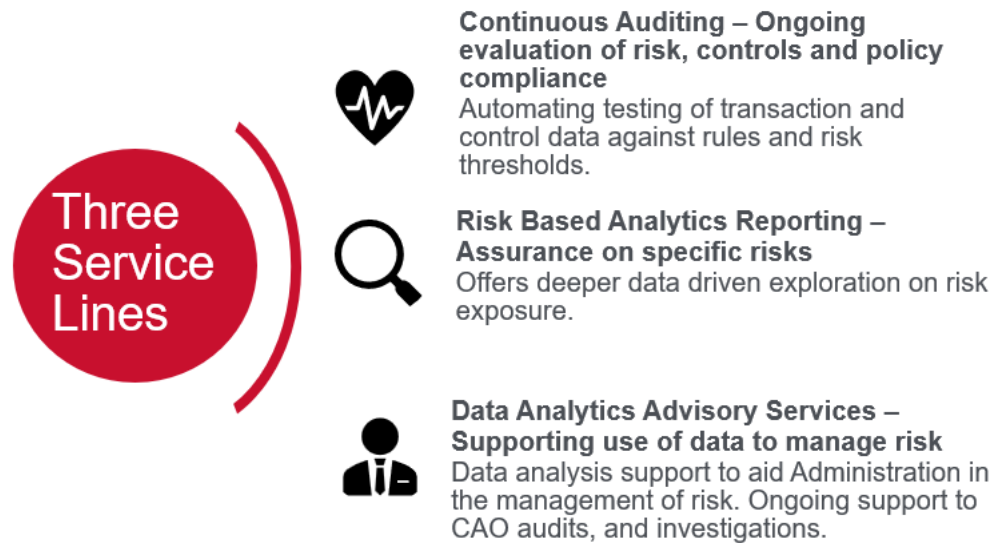 Three
Service
Lines
Continuous Auditing – Ongoing
evaluation of risk, controls and policy
compliance
Automating testing of transaction and
control data against rules and risk
thresholds.
Risk Based Analytics Reporting –
Assurance on specific risks
Offers deeper data driven exploration on risk
exposure.
Data Analytics Advisory Services –
Supporting use of data to manage risk
Data analysis support to aid Administration in
the management of risk. Ongoing support to
CAO audits, and investigations.